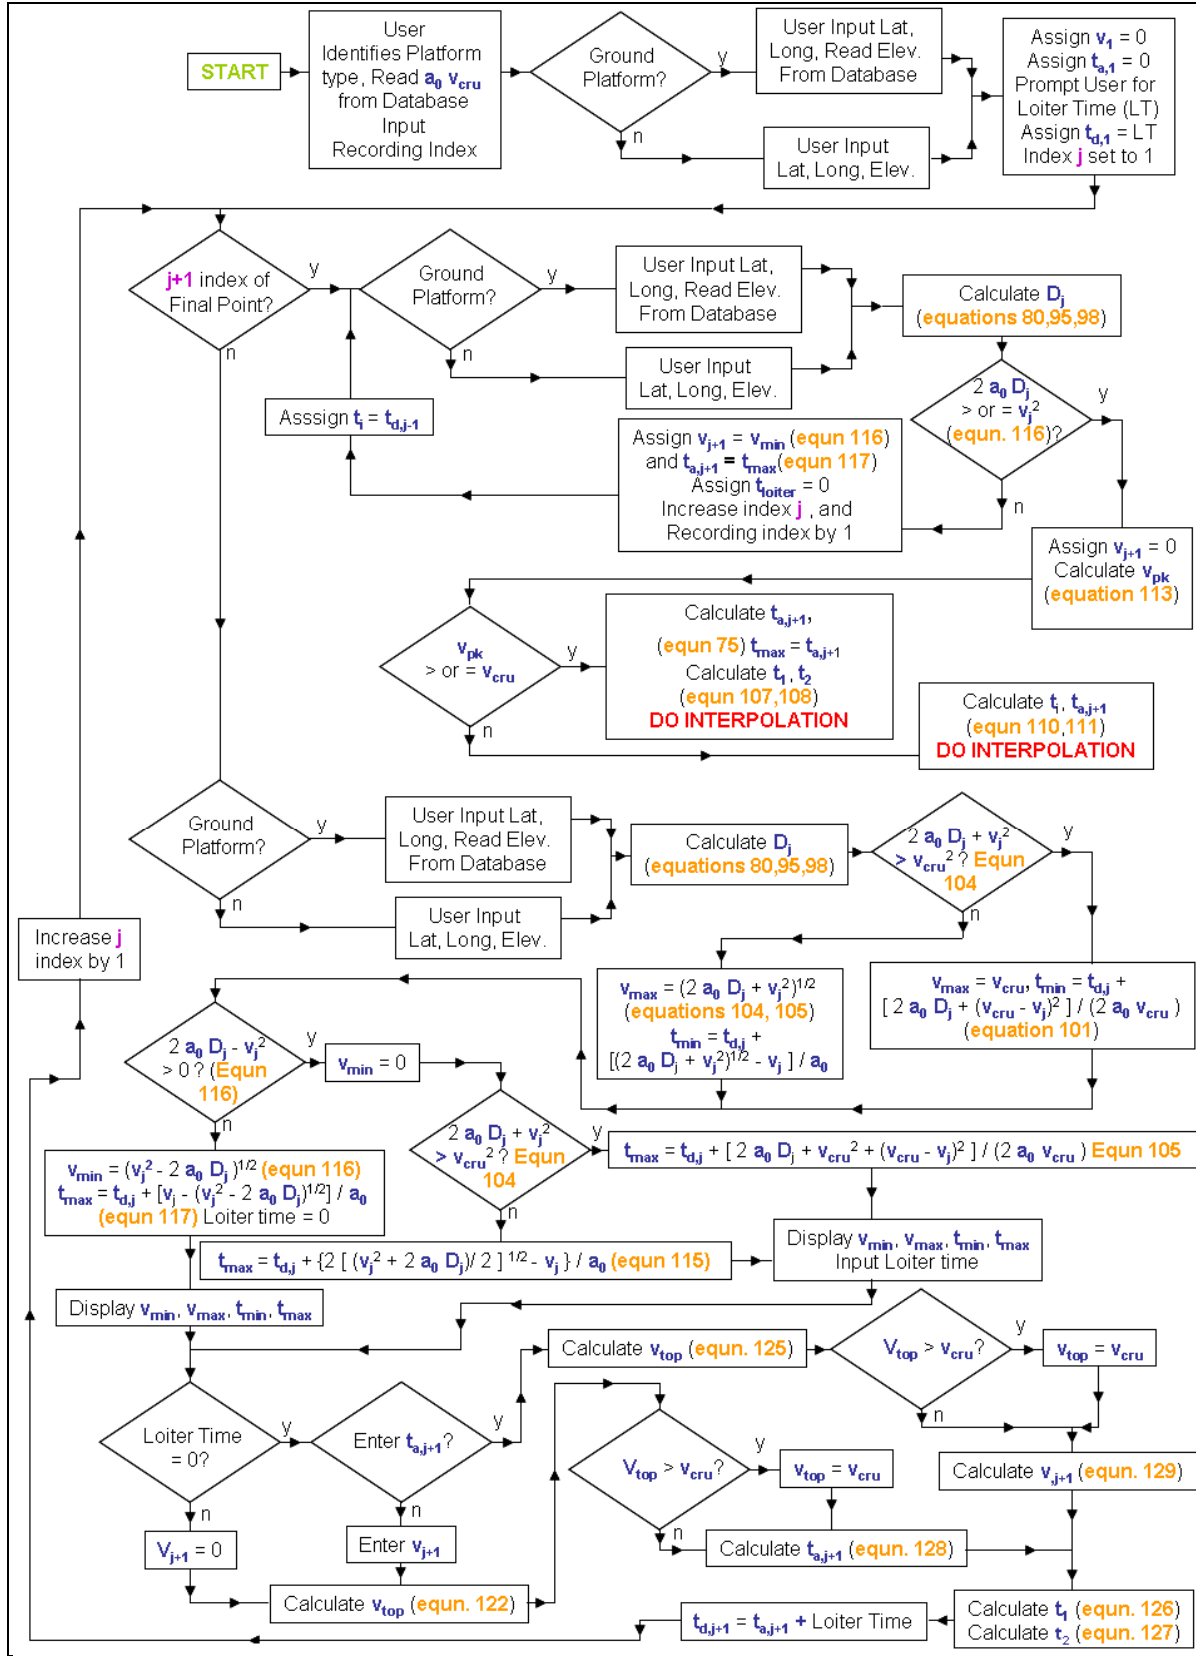 START
User
Identifies Platform
type, Read a0 vcru
from Database
Input
Recording Index
Ground
Platform?
y
n
User Input Lat,
Long, Read Elev.
From Database
User Input
Lat, Long, Elev.
Assign v1 = 0
Assign ta,1 = 0
Prompt User for
Loiter Time (LT)
Assign td,1 = LT
Index j set to 1
j+1 index of
Final Point?
y
n
Ground
Platform?
y
n
User Input Lat,
Long, Read Elev.
From Database
User Input
Lat, Long, Elev.
Calculate Dj
(equations 80,95,98)
2 a0 Dj
> or = vj2
(equn. 116)?
y
n
Asssign ti = td,j-1
Assign vj+1 = vmin (equn 116)
and ta,j+1 = tmax(equn 117)
Assign tloiter = 0
Increase index j , and
Recording index by 1
Assign vj+1 = 0
Calculate vpk
(equation 113)
vpk
> or = vcru
y
n
Calculate ta,j+1,
(equn 75) tmax = ta,j+1
Calculate t1 , t2
(equn 107,108)
DO INTERPOLATION
Calculate ti, ta,j+1
(equn 110,111)
DO INTERPOLATION
Ground
Platform?
y
n
User Input Lat,
Long, Read Elev.
From Database
User Input
Lat, Long, Elev.
Calculate Dj
(equations 80,95,98)
2 a0 Dj + vj2
> vcru2 ? Equn
104
y
n
Increase j
index by 1
vmax = (2 a0 Dj + vj2)1/2
(equations 104, 105)
tmin = td,j +
[(2 a0 Dj + vj2)1/2 - vj ] / a0
vmax = vcru, tmin = td,j +
[ 2 a0 Dj + (vcru - vj)2 ] / (2 a0 vcru )
(equation 101)
2 a0 Dj - vj2
> 0 ? (Equn
116)
y
n
vmin = 0
2 a0 Dj + vj2
> vcru2 ? Equn
104
y
n
tmax = td,j + [ 2 a0 Dj + vcru2 + (vcru - vj)2 ] / (2 a0 vcru ) Equn 105
vmin = (vj2 - 2 a0 Dj )1/2 (equn 116)
tmax = td,j + [vj - (vj2 - 2 a0 Dj)1/2] / a0
(equn 117) Loiter time = 0
tmax = td,j + {2 [ (vj2 + 2 a0 Dj)/ 2 ] 1/2 - vj } / a0 (equn 115)
Display vmin, vmax, tmin, tmax
Input Loiter time
Display vmin, vmax, tmin, tmax
Calculate vtop (equn. 125)
Vtop > vcru?
y
n
vtop = vcru
Loiter Time
= 0?
y
n
Enter ta,j+1?
y
n
Vtop > vcru?
y
n
vtop = vcru
Calculate v,j+1 (equn. 129)
Vj+1 = 0
Enter vj+1
Calculate ta,j+1 (equn. 128)
Calculate vtop (equn. 122)
td,j+1 = ta,j+1 + Loiter Time
Calculate t1 (equn. 126)
Calculate t2 (equn. 127)